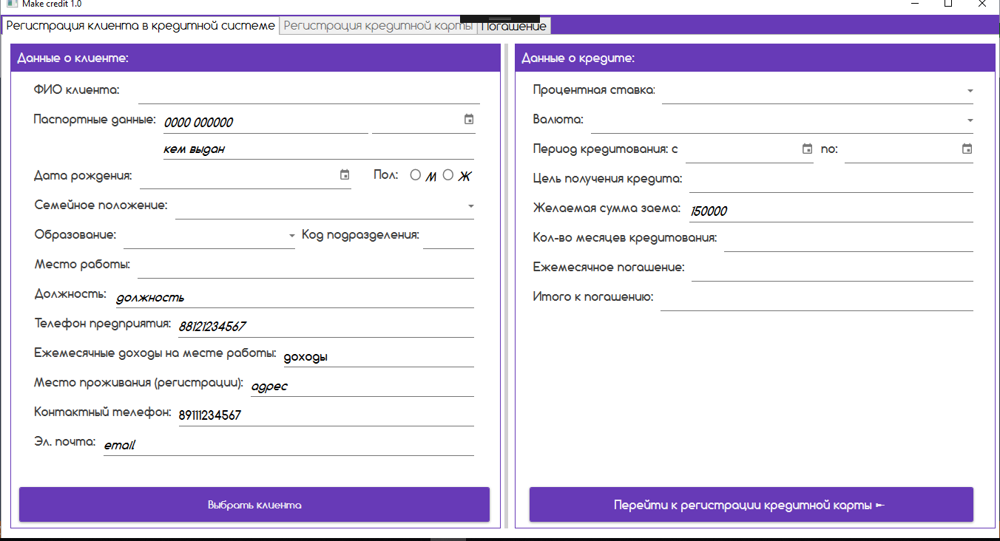 Make credit 1.0
Регистрация клиента в кредитной системе
Регистрация кредитной карты
Погашение
Данные о клиенте:
ФИО клиента:
Паспортные данные: 0000 000000
кем выдан
Дата рождения: Пол: М Ж
Семейное положение:
Образование: Код подразделения:
Место работы:
Должность: должность
Телефон предприятия: 88121234567
Ежемесячные доходы на месте работы: доходы
Место проживания (регистрации): адрес
Контактный телефон: 89111234567
Эл. почта: email
Выбрать клиента
Данные о кредите:
Процентная ставка:
Валюта:
Период кредитования: с по:
Цель получения кредита:
Желаемая сумма заема: 150000
Кол-во месяцев кредитования:
Ежемесячное погашение:
Итого к погашению:
Перейти к регистрации кредитной карты